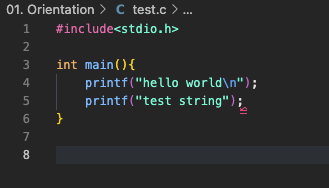 01. Orientation > C test.c > ...
1 #include<stdio.h>
2
3 int main(){
4 printf("hello world\n");
5 printf("test string");
6 }
7
8